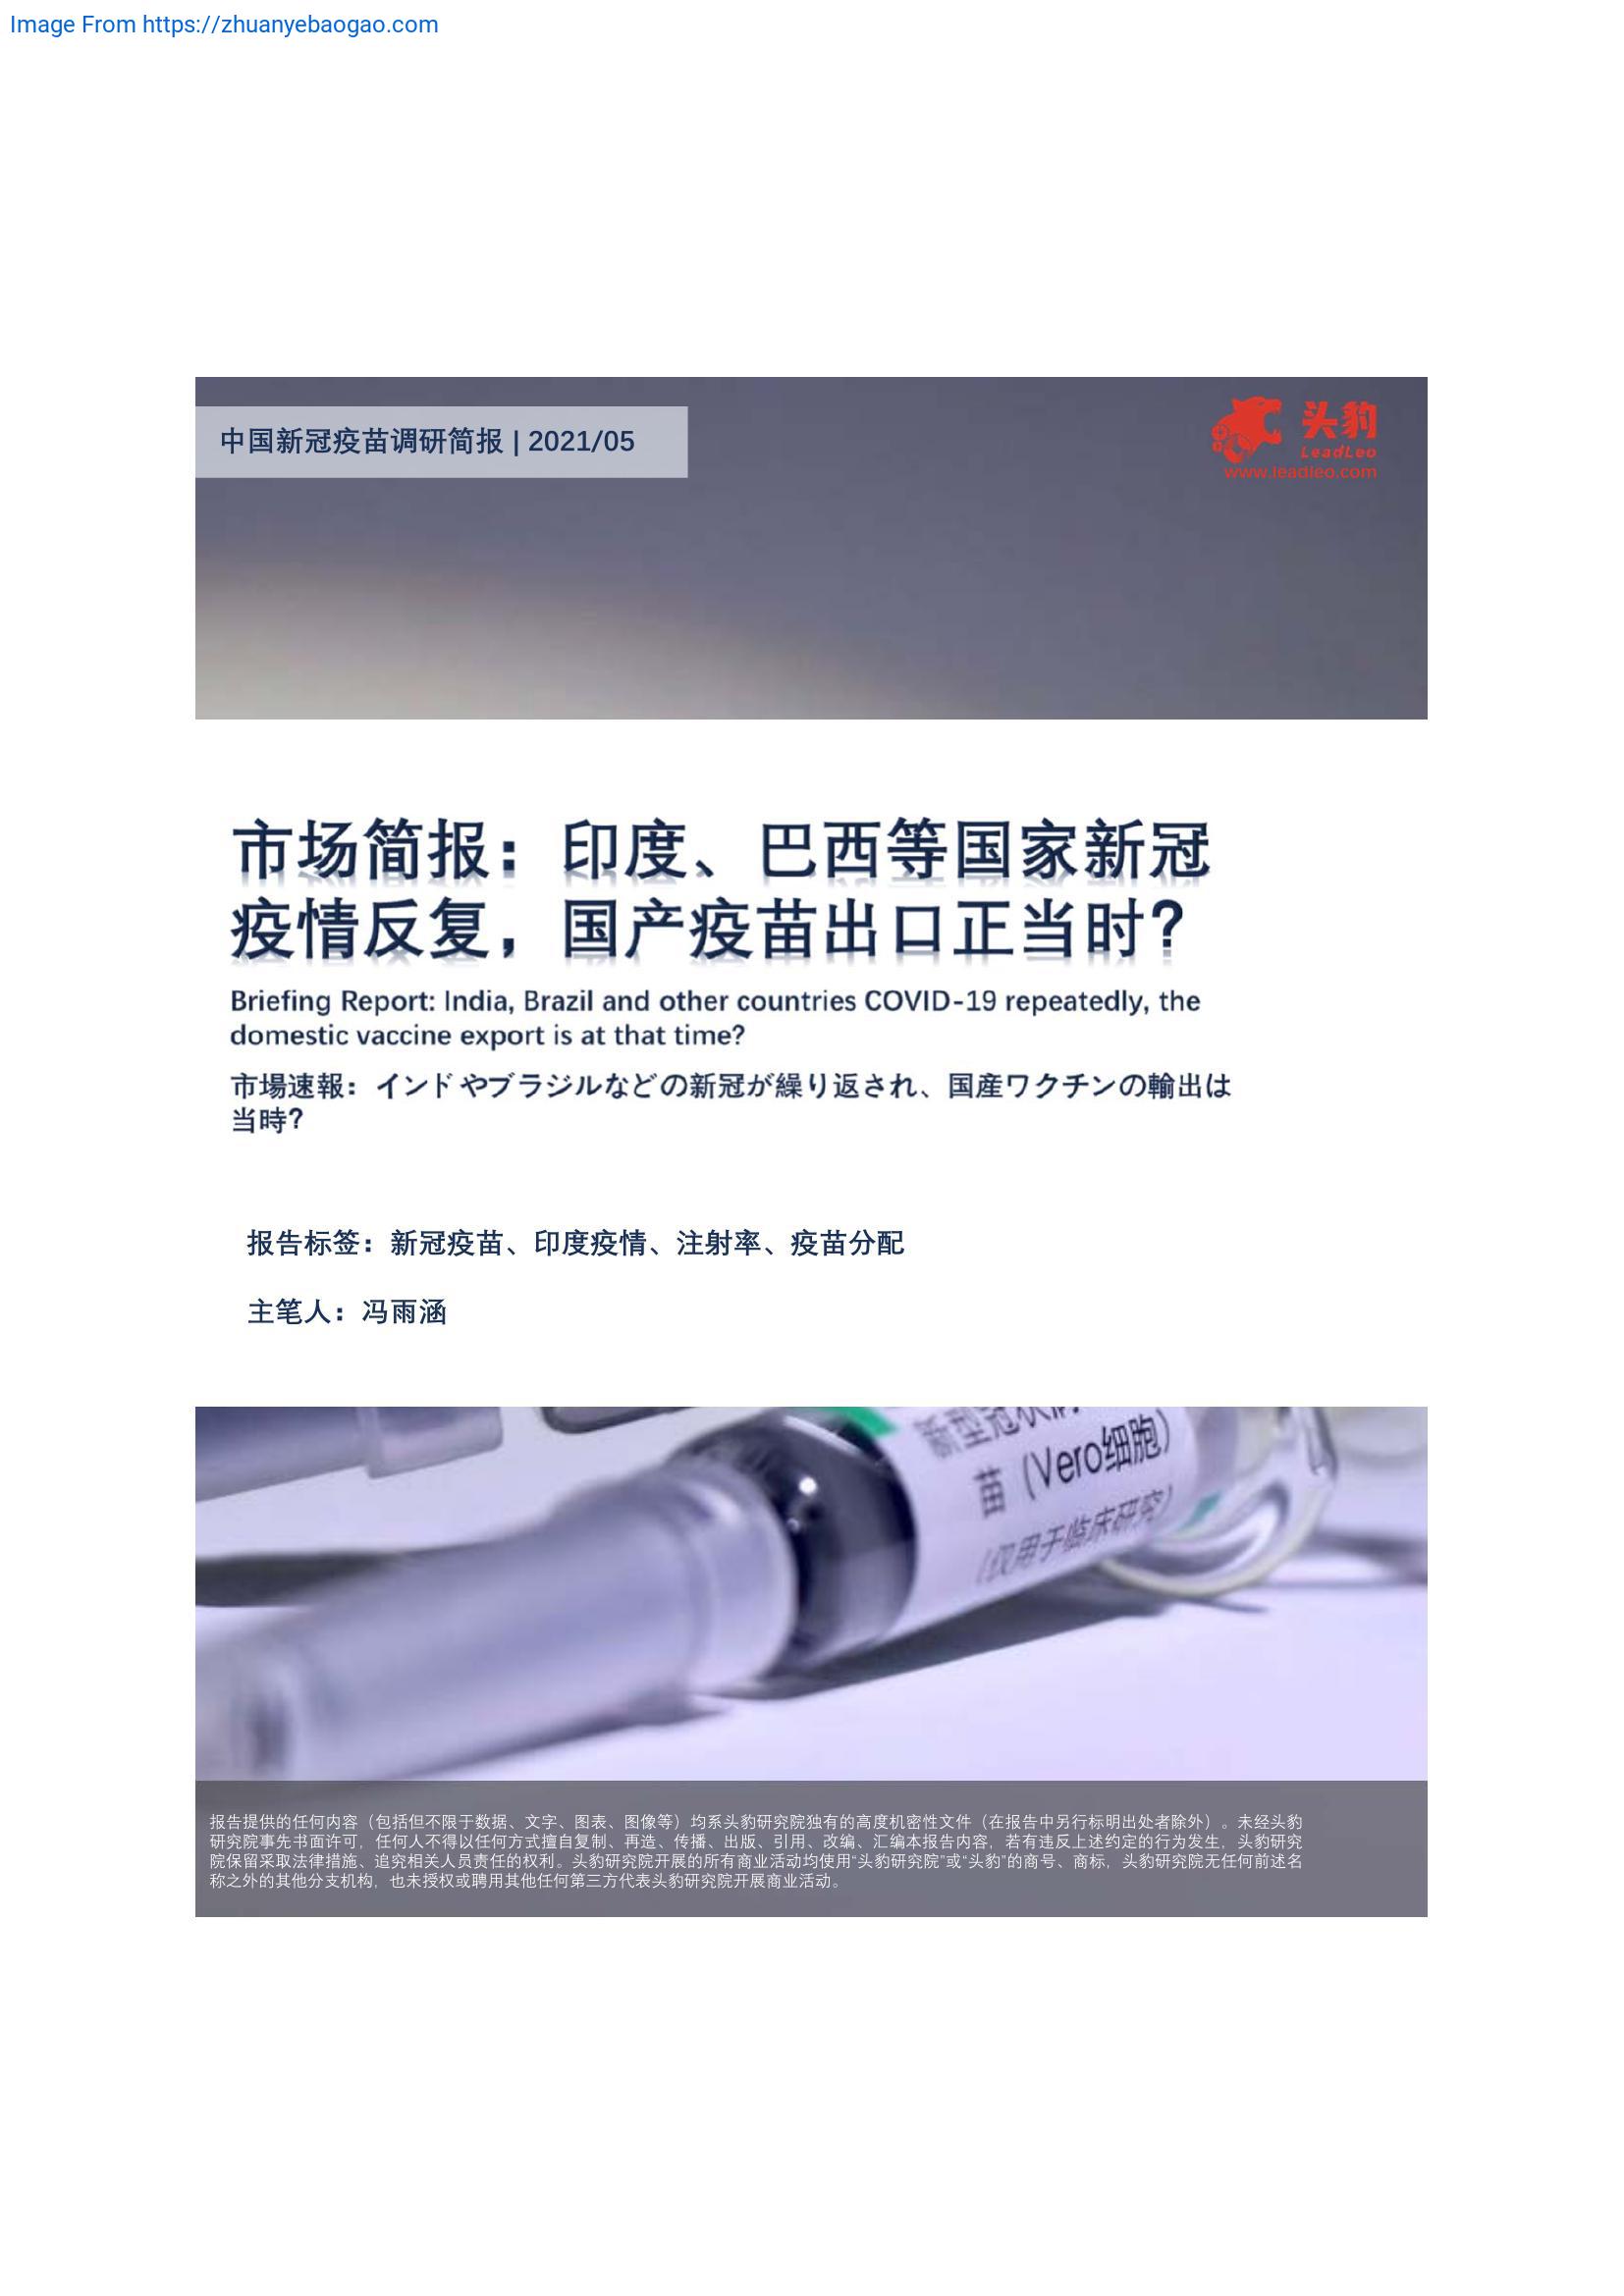 Image From https://zhuanyebaogao.com
中国新冠疫苗调研简报 | 2021/05
头豹
LeadLeo
www.leadleo.com
市场简报：印度、巴西等国家新冠
疫情反复，国产疫苗出口正当时？
Briefing Report: India, Brazil and other countries COVID-19 repeatedly, the
domestic vaccine export is at that time?
市場速報：インドやブラジルなどの新冠が繰り返され、国産ワクチンの輸出は
当時？
报告标签：新冠疫苗、印度疫情、注射率、疫苗分配
主笔人：冯雨涵
苗（Vero细胞）
（仅用于临床研究）
报告提供的任何内容（包括但不限于数据、文字、图表、图像等）均系头豹研究院独有的高度机密性文件（在报告中另行标明出处者除外）。未经头豹
研究院事先书面许可，任何人不得以任何方式擅自复制、再造、传播、出版、引用、改编、汇编本报告内容，若有违反上述约定的行为发生，头豹研究
院保留采取法律措施、追究相关人员责任的权利。头豹研究院开展的所有商业活动均使用“头豹研究院”或“头豹”的商号、商标，头豹研究院无任何前述名
称之外的其他分支机构，也未授权或聘用其他任何第三方代表头豹研究院开展商业活动。